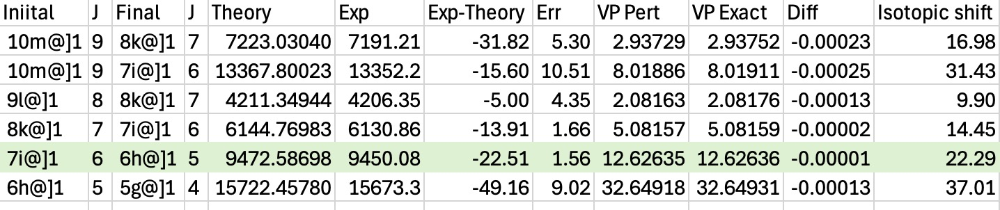 Iniital J Final J Theory Exp Exp-Theory Err VP Pert VP Exact Diff Isotopic shift
10m@]1 9 8k@]1 7 7223.03040 7191.21 -31.82 5.30 2.93729 2.93752 -0.00023 16.98
10m@]1 9 7i@]1 6 13367.80023 13352.2 -15.60 10.51 8.01886 8.01911 -0.00025 31.43
9l@]1 8 8k@]1 7 4211.34944 4206.35 -5.00 4.35 2.08163 2.08176 -0.00013 9.90
8k@]1 7 7i@]1 6 6144.76983 6130.86 -13.91 1.66 5.08157 5.08159 -0.00002 14.45
7i@]1 6 6h@]1 5 9472.58698 9450.08 -22.51 1.56 12.62635 12.62636 -0.00001 22.29
6h@]1 5 5g@]1 4 15722.45780 15673.3 -49.16 9.02 32.64918 32.64931 -0.00013 37.01